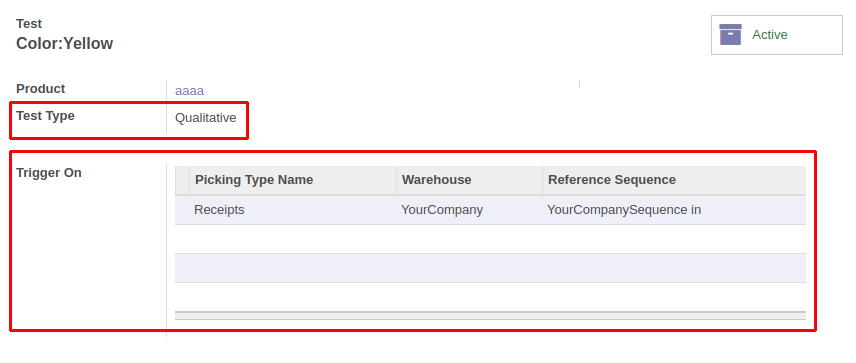 Test
Color:Yellow
Active
Product aaaa
Test Type Qualitative
Trigger On
Picking Type Name Warehouse Reference Sequence
Receipts YourCompany YourCompanySequence in